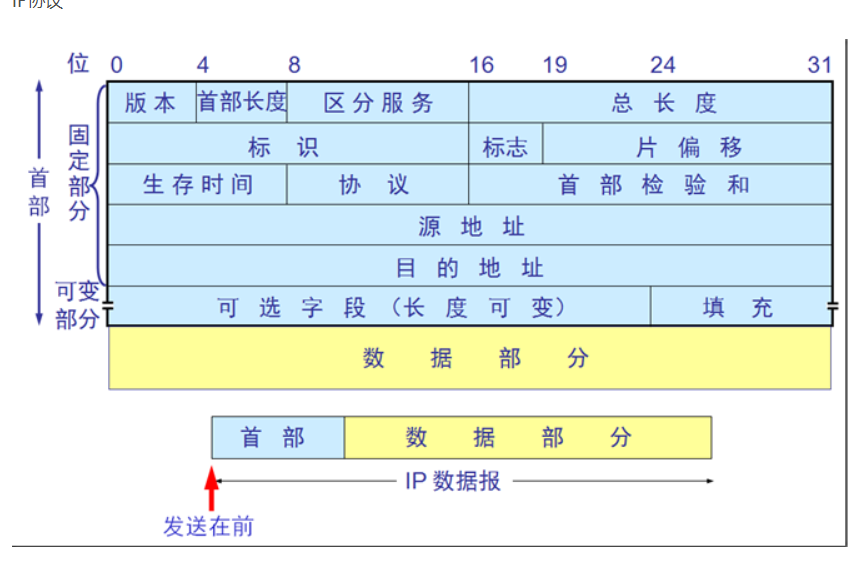 IP协议
位 0 4 8 16 19 24 31
版本 首部长度 区分服务 总长度
标识 标志 片偏移
生存时间 协议 首部检验和
源地址
目的地址
可选字段（长度可变） 填充
首部
固定部分
可变部分
数据部分
首部 数据部分
IP 数据报
发送在前